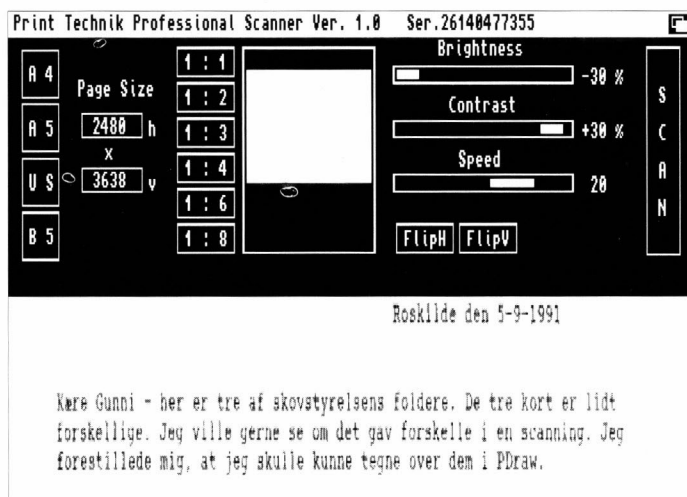 Print Technik Professional Scanner Ver. 1.0 Ser.26140477355
Brightness
-30 %
Contrast
+30 %
Speed
20
FlipH FlipV
A 4
A 5
U S
B 5
Page Size
2480 h
X
3638 v
1 : 1
1 : 2
1 : 3
1 : 4
1 : 6
1 : 8
SCAN
Roskilde den 5-9-1991
Kære Gunni - her er tre af skovstyrelsens foldere. De tre kort er lidt
forskellige. Jeg ville gerne se om det gav forskelle i en scanning. Jeg
forestillede mig, at jeg skulle kunne tegne over dem i PDraw.